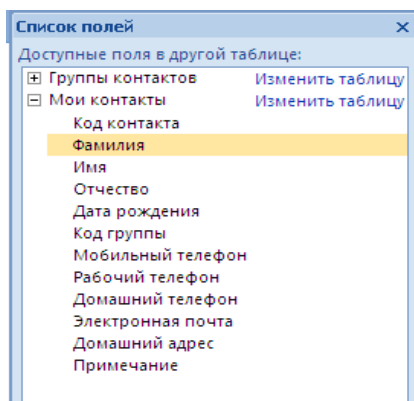 Список полей
Доступные поля в другой таблице:
Группы контактов Изменить таблицу
Мои контакты Изменить таблицу
Код контакта
Фамилия
Имя
Отчество
Дата рождения
Код группы
Мобильный телефон
Рабочий телефон
Домашний телефон
Электронная почта
Домашний адрес
Примечание